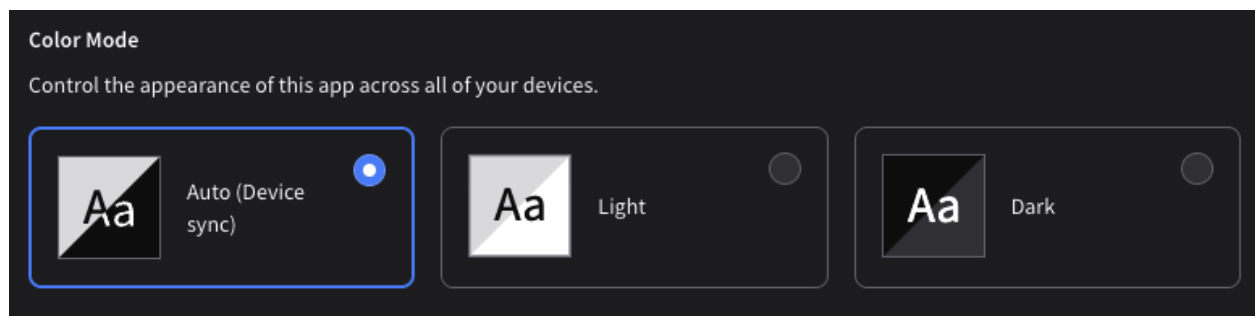 Color Mode
Control the appearance of this app across all of your devices.
Aa
Auto (Device
sync)
Aa
Light
Aa
Dark